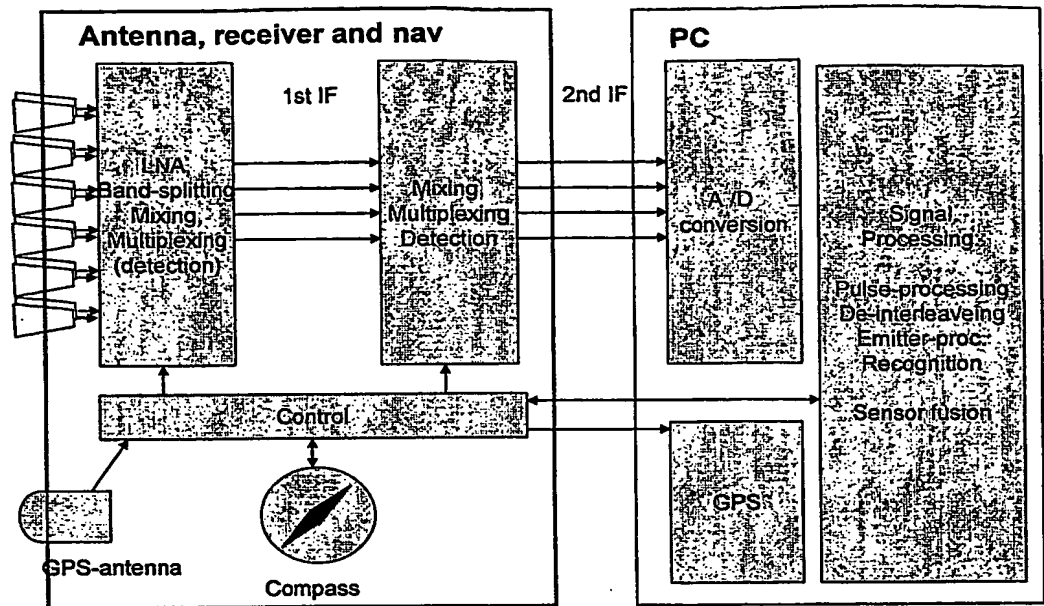 Antenna, receiver and nav
PC
1st IF
2nd IF
LNA
Band-splitting
Mixing,
Multiplexing
(detection)
Mixing
Multiplexing
Detection
A /D
-conversion
Signal
Processing
Pulse-processing
De-interleaveing
Emitter-proc.
Recognition
Sensor fusion
Control
GPS
GPS-antenna
Compass